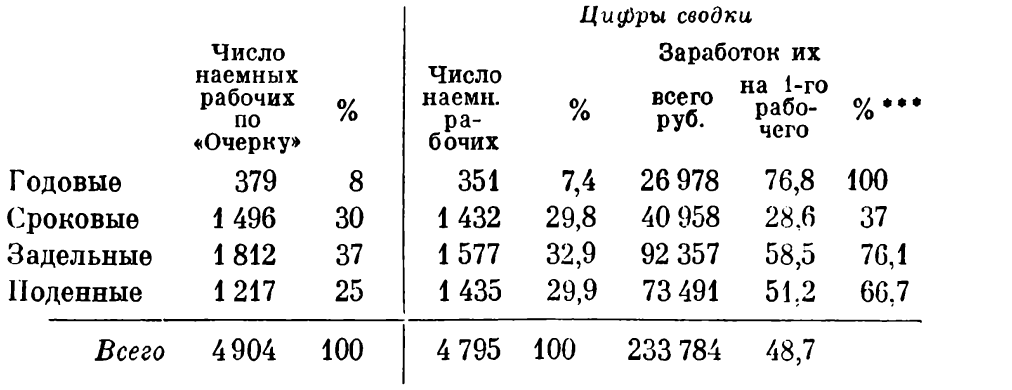 Цифры сводки
Число наемных рабочих по «Очерку» % Число наемн. рабочих % Заработок их всего руб. на 1-го рабочего % ***
Годовые 379 8 351 7,4 26 978 76,8 100
Сроковые 1 496 30 1 432 29,8 40 958 28,6 37
Задельные 1 812 37 1 577 32,9 92 357 58,5 76,1
Поденные 1 217 25 1 435 29,9 73 491 51,2 66,7
Всего 4 904 100 4 795 100 233 784 48,7